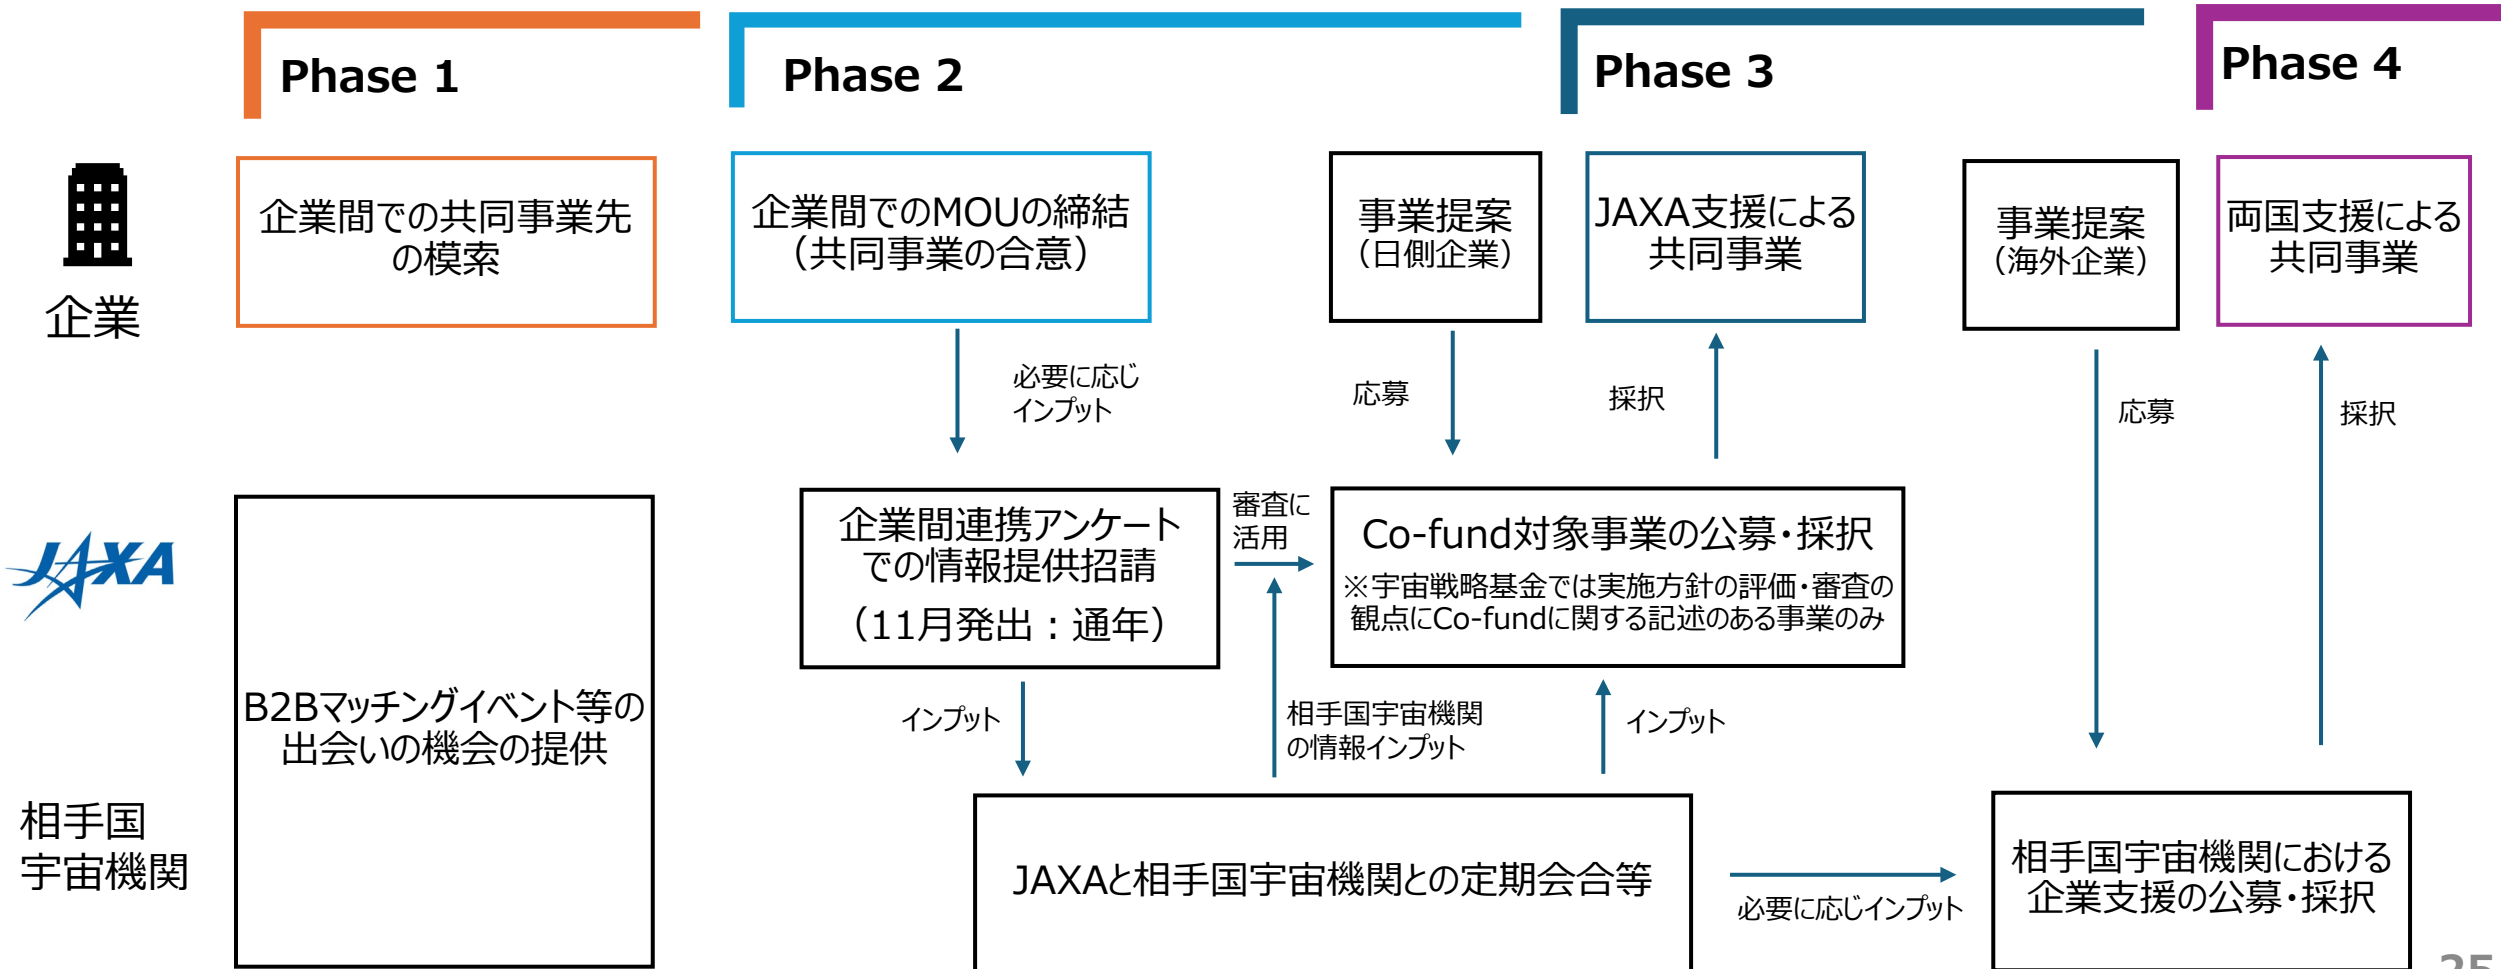 Phase 1
Phase 2
Phase 3
Phase 4
企業
企業間での共同事業先
の模索
企業間でのMOUの締結
（共同事業の合意）
事業提案
（日側企業）
JAXA支援による
共同事業
事業提案
（海外企業）
両国支援による
共同事業
必要に応じ
インプット
応募
採択
応募
採択
JAXA
企業間連携アンケート
での情報提供招請
（11月発出：通年）
審査に
活用
Co-fund対象事業の公募・採択
※宇宙戦略基金では実施方針の評価・審査の
観点にCo-fundに関する記述のある事業のみ
B2Bマッチングイベント等の
出会いの機会の提供
インプット
相手国宇宙機関
の情報インプット
インプット
相手国
宇宙機関
JAXAと相手国宇宙機関との定期会合等
必要に応じインプット
相手国宇宙機関における
企業支援の公募・採択
25